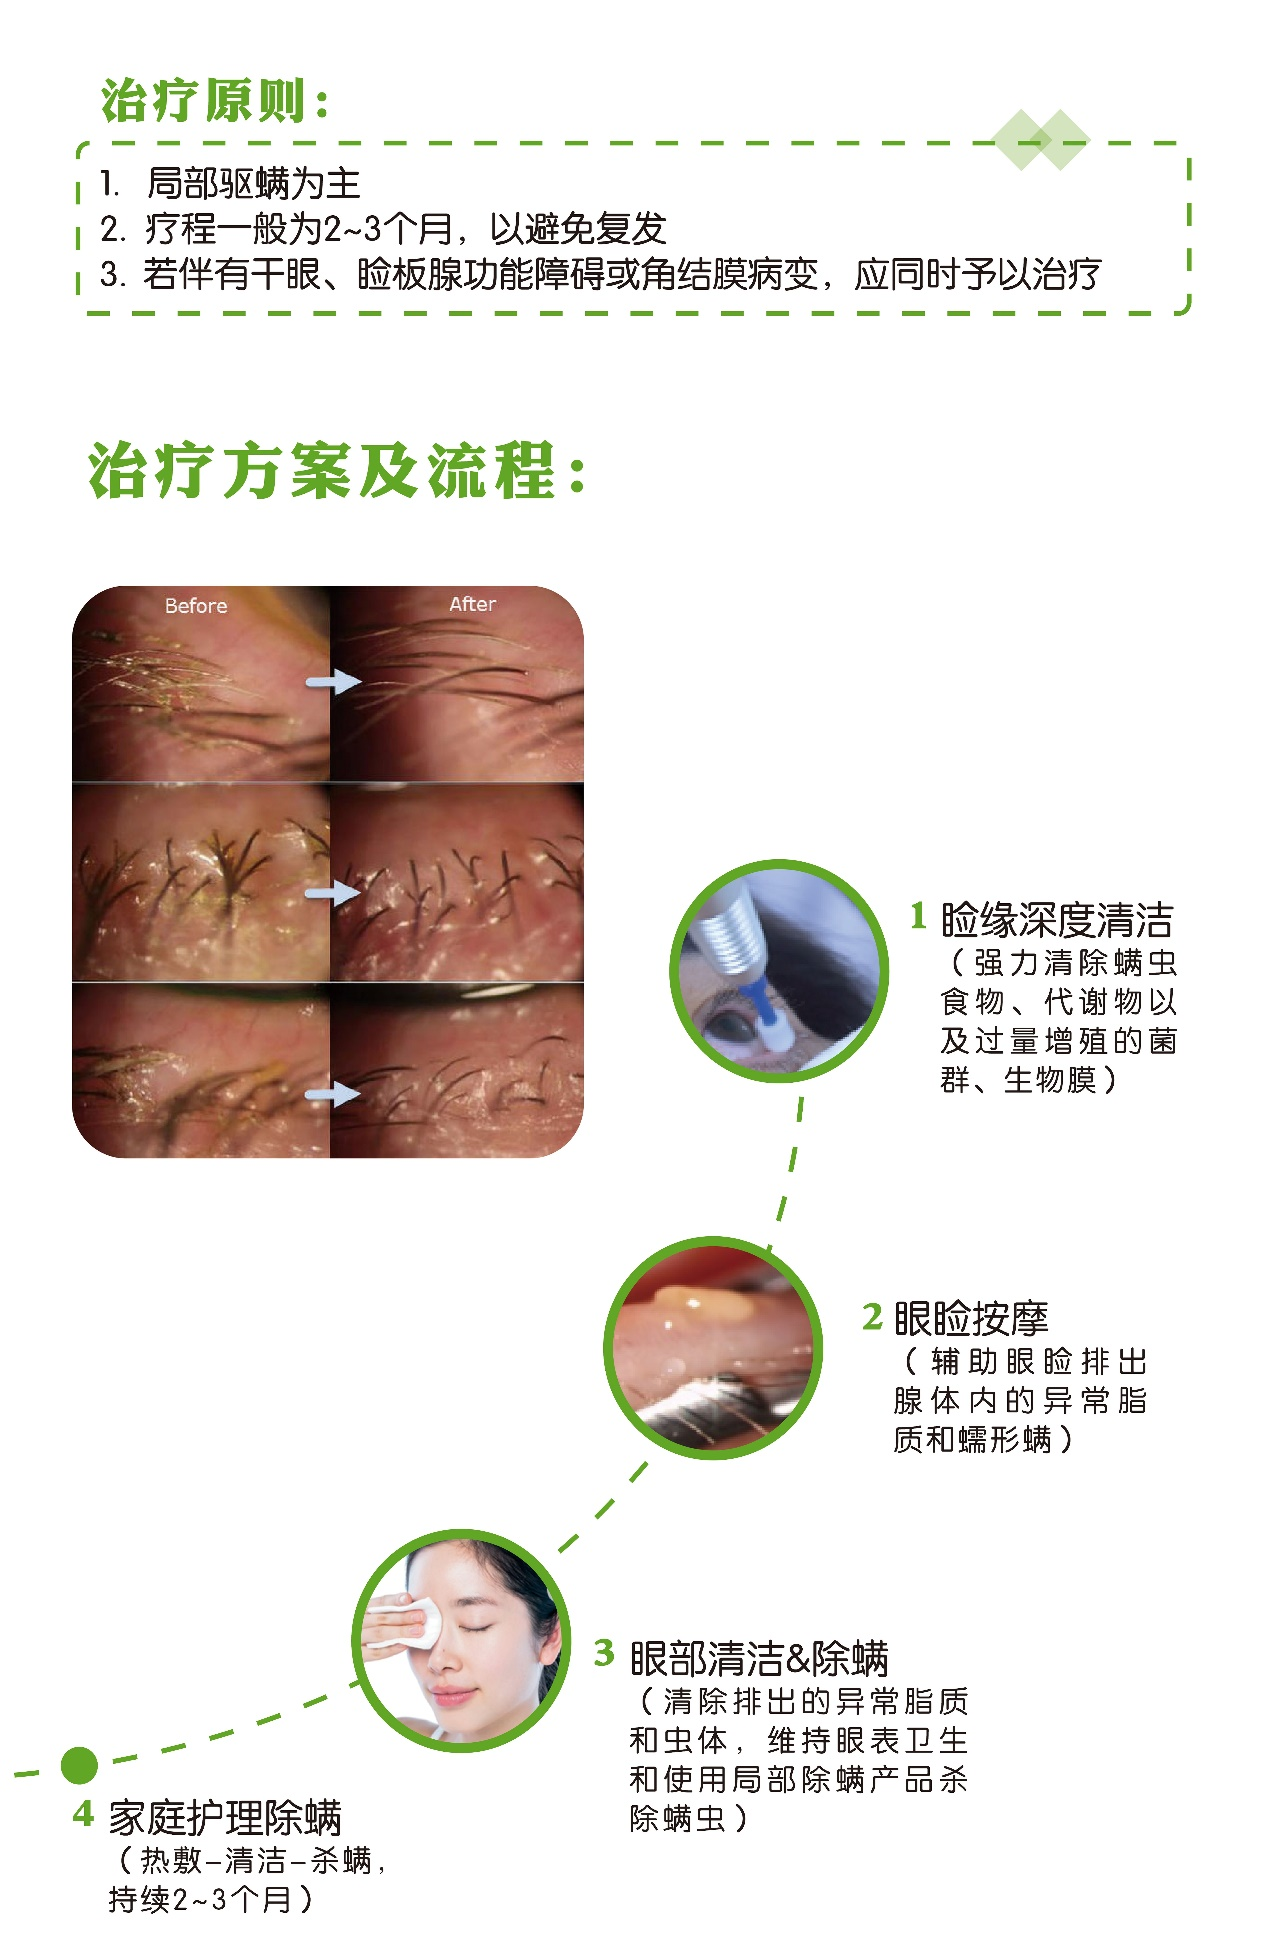 治疗原则：
1. 局部驱螨为主
2. 疗程一般为2~3个月，以避免复发
3. 若伴有干眼、睑板腺功能障碍或角结膜病变，应同时予以治疗
治疗方案及流程：
Before
After
1 睑缘深度清洁
（强力清除螨虫
食物、代谢物以
及过量增殖的菌
群、生物膜）
2 眼睑按摩
（辅助眼睑排出
腺体内的异常脂
质和蠕形螨）
3 眼部清洁&除螨
（清除排出的异常脂质
和虫体，维持眼表卫生
和使用局部除螨产品杀
除螨虫）
4 家庭护理除螨
（热敷–清洁–杀螨，
持续2~3个月）